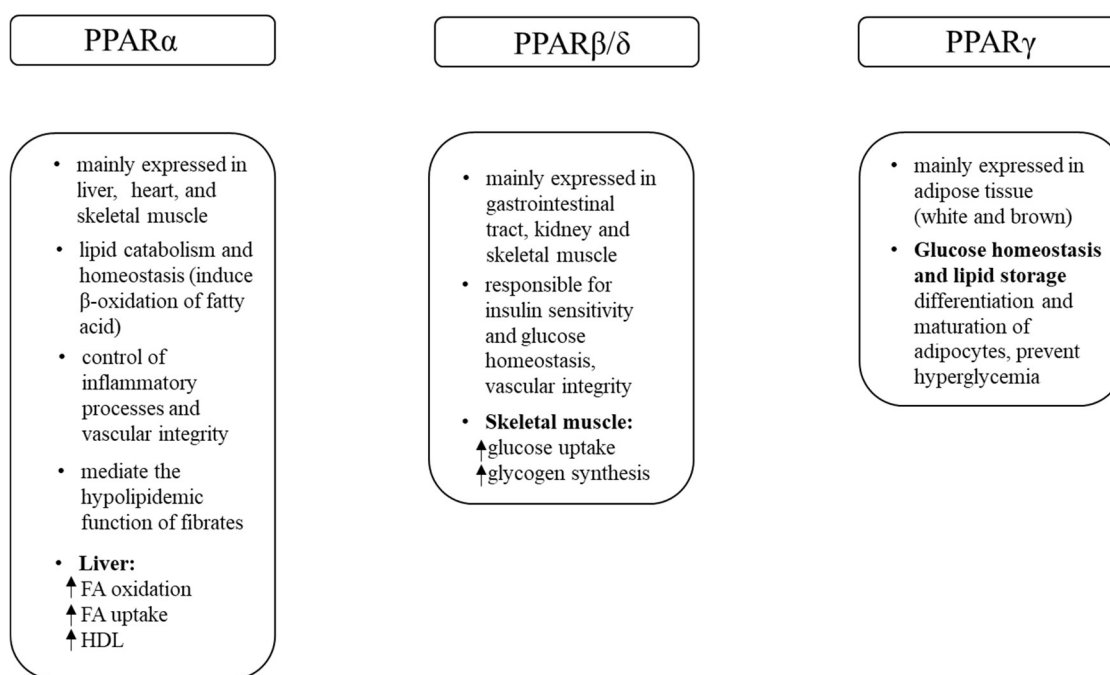 PPARα
PPARβ/δ
PPARγ
• mainly expressed in
liver, heart, and
skeletal muscle
• lipid catabolism and
homeostasis (induce
β-oxidation of fatty
acid)
• control of
inflammatory
processes and
vascular integrity
• mediate the
hypolipidemic
function of fibrates
• Liver:
↑FA oxidation
↑FA uptake
↑HDL
• mainly expressed in
gastrointestinal
tract, kidney and
skeletal muscle
• responsible for
insulin sensitivity
and glucose
homeostasis,
vascular integrity
• Skeletal muscle:
↑glucose uptake
↑glycogen synthesis
• mainly expressed in
adipose tissue
(white and brown)
• Glucose homeostasis
and lipid storage
differentiation and
maturation of
adipocytes, prevent
hyperglycemia